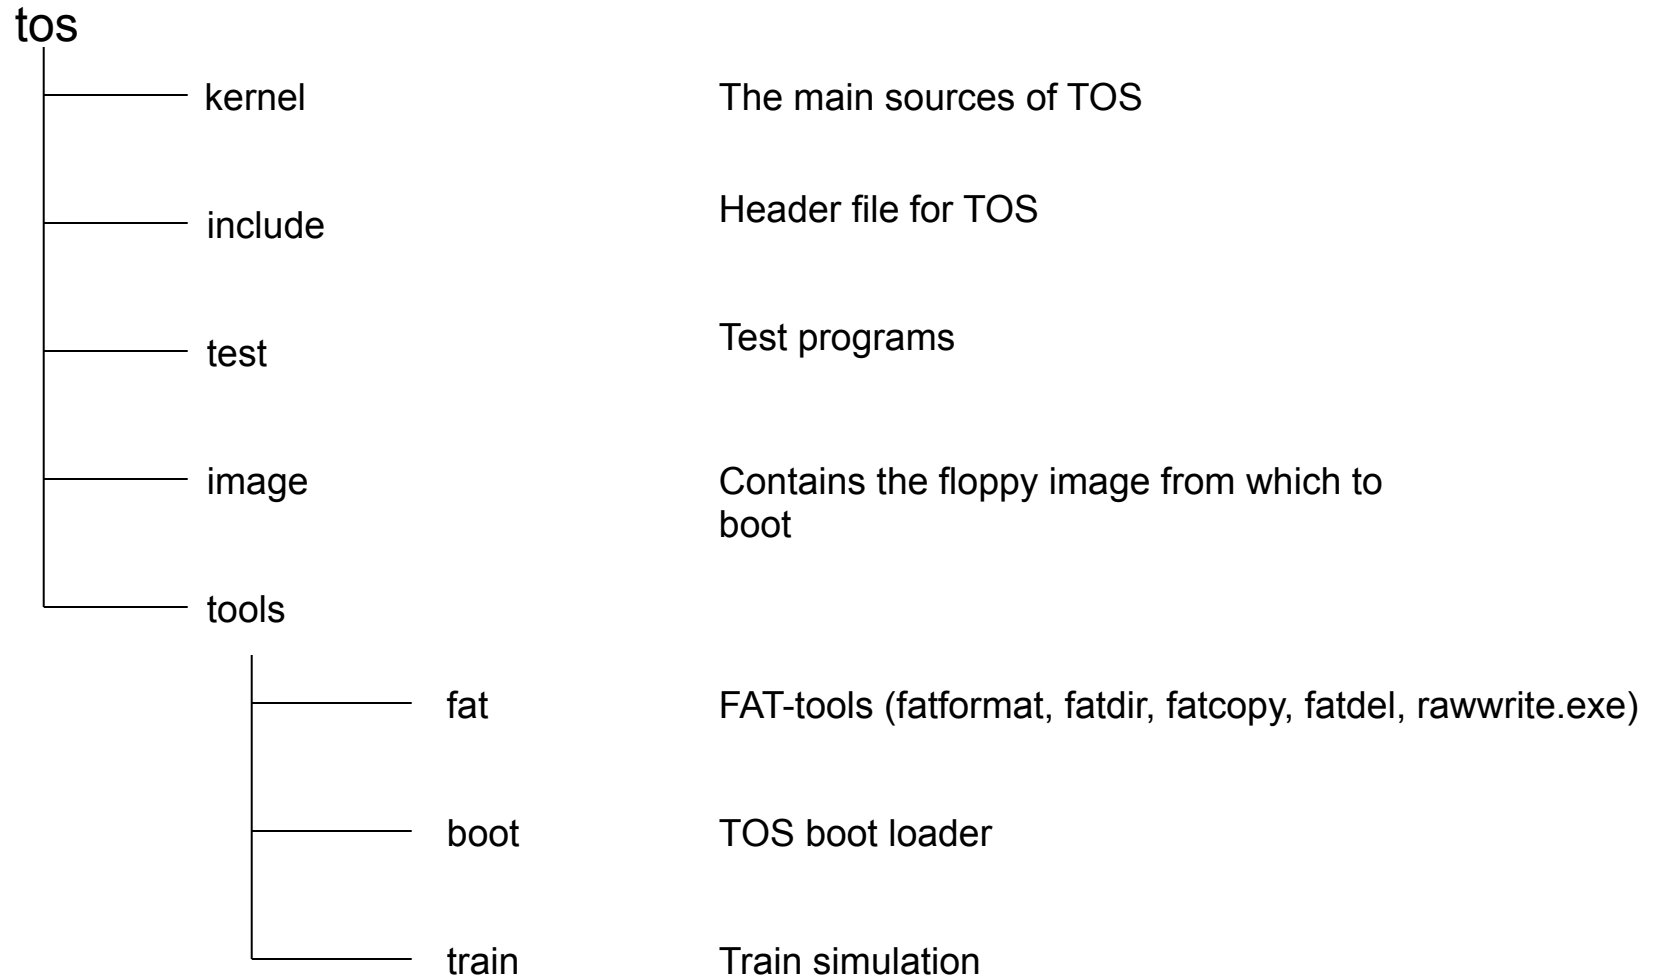 tos
kernel The main sources of TOS
include Header file for TOS
test Test programs
image Contains the floppy image from which to
boot
tools
fat FAT-tools (fatformat, fatdir, fatcopy, fatdel, rawwrite.exe)
boot TOS boot loader
train Train simulation